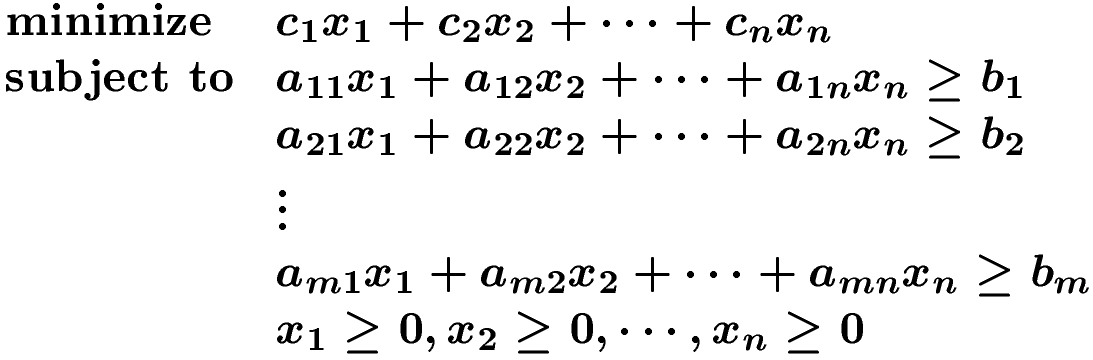 minimize c₁x₁ + c₂x₂ + ⋯ + cₙxₙ
subject to a₁₁x₁ + a₁₂x₂ + ⋯ + a₁ₙxₙ ≥ b₁
a₂₁x₁ + a₂₂x₂ + ⋯ + a₂ₙxₙ ≥ b₂
⋮
aₘ₁x₁ + aₘ₂x₂ + ⋯ + aₘₙxₙ ≥ bₘ
x₁ ≥ 0, x₂ ≥ 0, ⋯ , xₙ ≥ 0